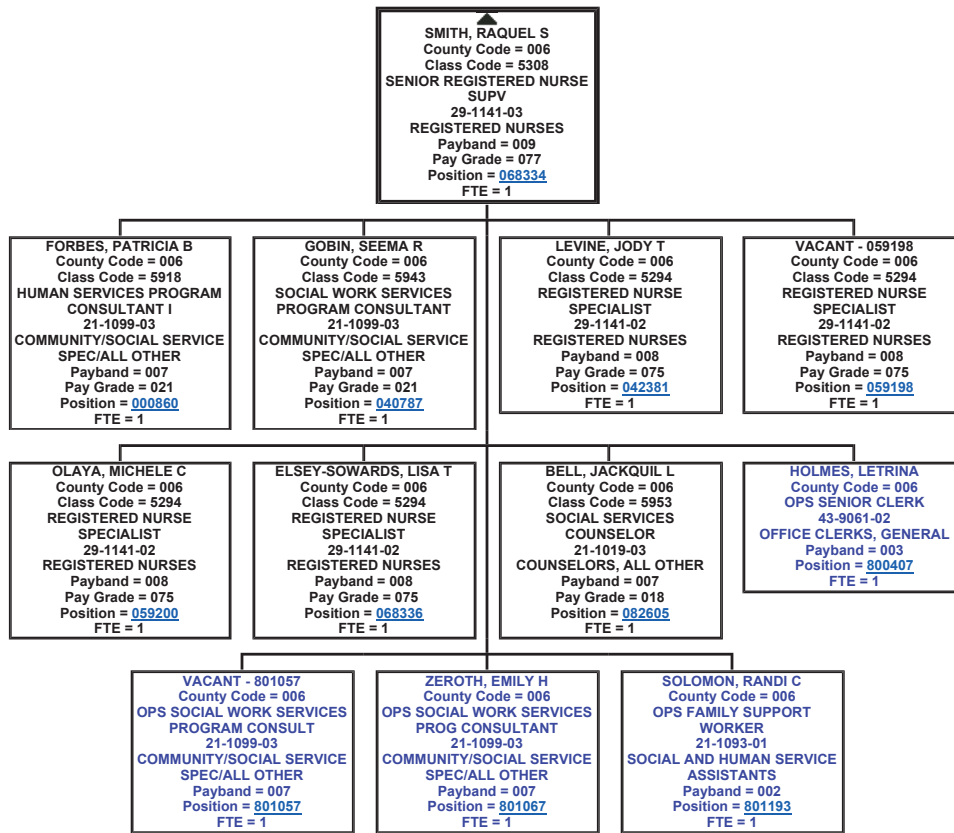 SMITH, RAQUEL S
County Code = 006
Class Code = 5308
SENIOR REGISTERED NURSE
SUPV
29-1141-03
REGISTERED NURSES
Payband = 009
Pay Grade = 077
Position = 068334
FTE = 1
FORBES, PATRICIA B
County Code = 006
Class Code = 5918
HUMAN SERVICES PROGRAM
CONSULTANT I
21-1099-03
COMMUNITY/SOCIAL SERVICE
SPEC/ALL OTHER
Payband = 007
Pay Grade = 021
Position = 000860
FTE = 1
GOBIN, SEEMA R
County Code = 006
Class Code = 5943
SOCIAL WORK SERVICES
PROGRAM CONSULTANT
21-1099-03
COMMUNITY/SOCIAL SERVICE
SPEC/ALL OTHER
Payband = 007
Pay Grade = 021
Position = 040787
FTE = 1
LEVINE, JODY T
County Code = 006
Class Code = 5294
REGISTERED NURSE
SPECIALIST
29-1141-02
REGISTERED NURSES
Payband = 008
Pay Grade = 075
Position = 042381
FTE = 1
VACANT - 059198
County Code = 006
Class Code = 5294
REGISTERED NURSE
SPECIALIST
29-1141-02
REGISTERED NURSES
Payband = 008
Pay Grade = 075
Position = 059198
FTE = 1
OLAYA, MICHELE C
County Code = 006
Class Code = 5294
REGISTERED NURSE
SPECIALIST
29-1141-02
REGISTERED NURSES
Payband = 008
Pay Grade = 075
Position = 059200
FTE = 1
ELSEY-SOWARDS, LISA T
County Code = 006
Class Code = 5294
REGISTERED NURSE
SPECIALIST
29-1141-02
REGISTERED NURSES
Payband = 008
Pay Grade = 075
Position = 068336
FTE = 1
BELL, JACKQUIL L
County Code = 006
Class Code = 5953
SOCIAL SERVICES
COUNSELOR
21-1019-03
COUNSELORS, ALL OTHER
Payband = 007
Pay Grade = 018
Position = 082605
FTE = 1
HOLMES, LETRINA
County Code = 006
OPS SENIOR CLERK
43-9061-02
OFFICE CLERKS, GENERAL
Payband = 003
Position = 800407
FTE = 1
VACANT - 801057
County Code = 006
OPS SOCIAL WORK SERVICES
PROGRAM CONSULT
21-1099-03
COMMUNITY/SOCIAL SERVICE
SPEC/ALL OTHER
Payband = 007
Position = 801057
FTE = 1
ZEROTH, EMILY H
County Code = 006
OPS SOCIAL WORK SERVICES
PROG CONSULTANT
21-1099-03
COMMUNITY/SOCIAL SERVICE
SPEC/ALL OTHER
Payband = 007
Position = 801067
FTE = 1
SOLOMON, RANDI C
County Code = 006
OPS FAMILY SUPPORT
WORKER
21-1093-01
SOCIAL AND HUMAN SERVICE
ASSISTANTS
Payband = 002
Position = 801193
FTE = 1